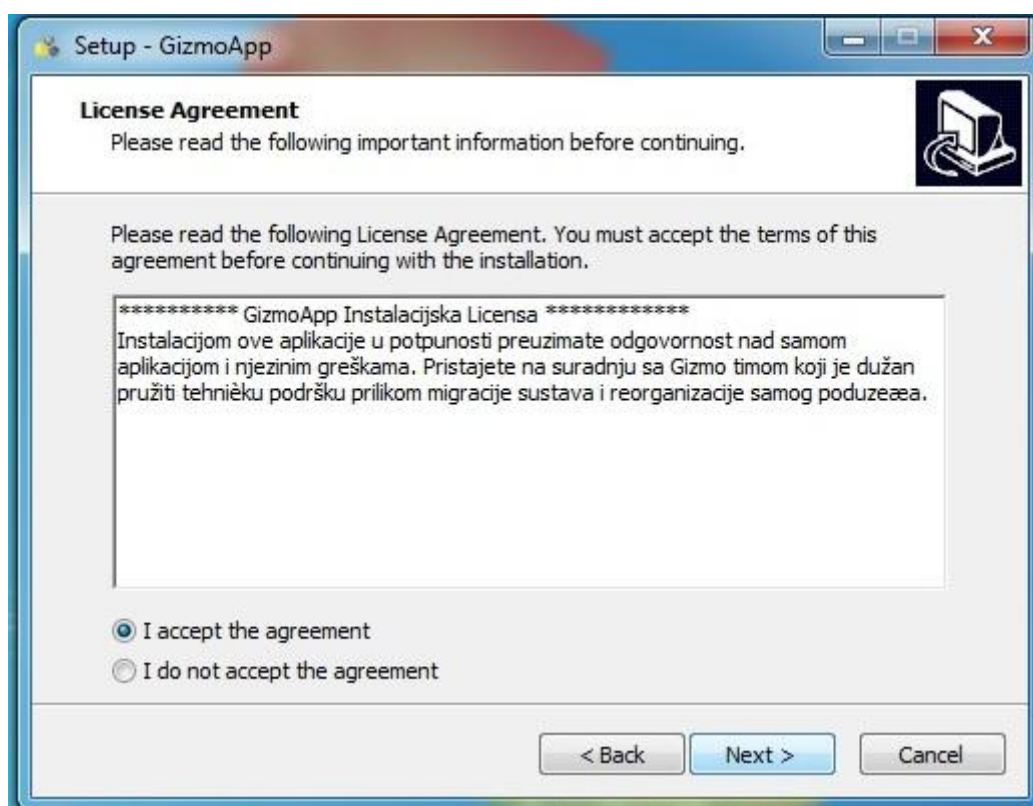 Setup - GizmoApp
License Agreement
Please read the following important information before continuing.
Please read the following License Agreement. You must accept the terms of this
agreement before continuing with the installation.
********** GizmoApp Instalacijska Licensa *************
Instalacijom ove aplikacije u potpunosti preuzimate odgovornost nad samom
aplikacijom i njezinim greškama. Pristajete na suradnju sa Gizmo timom koji je dužan
pružiti tehnièku podršku prilikom migracije sustava i reorganizacije samog poduzeæa.
I accept the agreement
I do not accept the agreement
< Back Next > Cancel